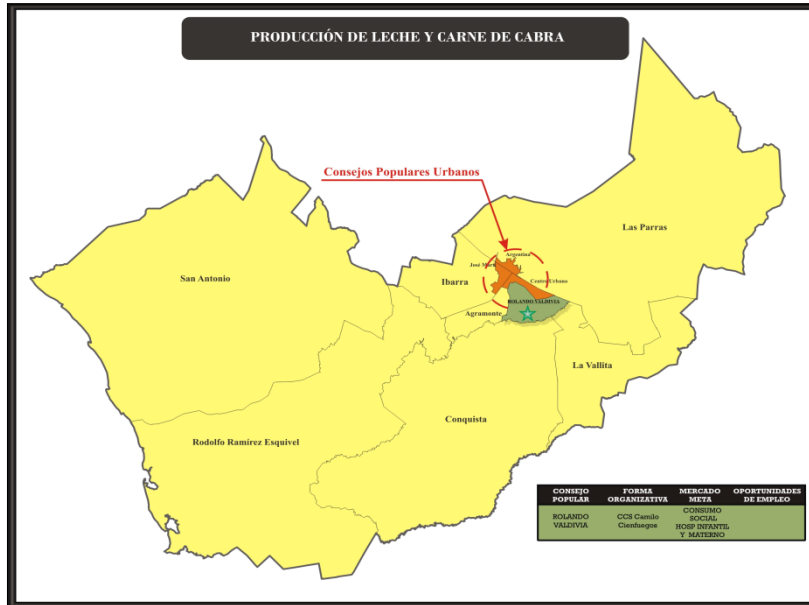 PRODUCCIÓN DE LECHE Y CARNE DE CABRA
Consejos Populares Urbanos
Las Parras
Argentina
José Martí
San Antonio
Ibarra
Centro Urbano
ROLANDO VALDIVIA
Agramonte
La Vallita
Conquista
Rodolfo Ramírez Esquivel
CONSEJO POPULAR FORMA ORGANIZATIVA MERCADO META OPORTUNIDADES DE EMPLEO
ROLANDO VALDIVIA CCS Camilo Cienfuegos CONSUMO SOCIAL HOSP INFANTIL Y MATERNO